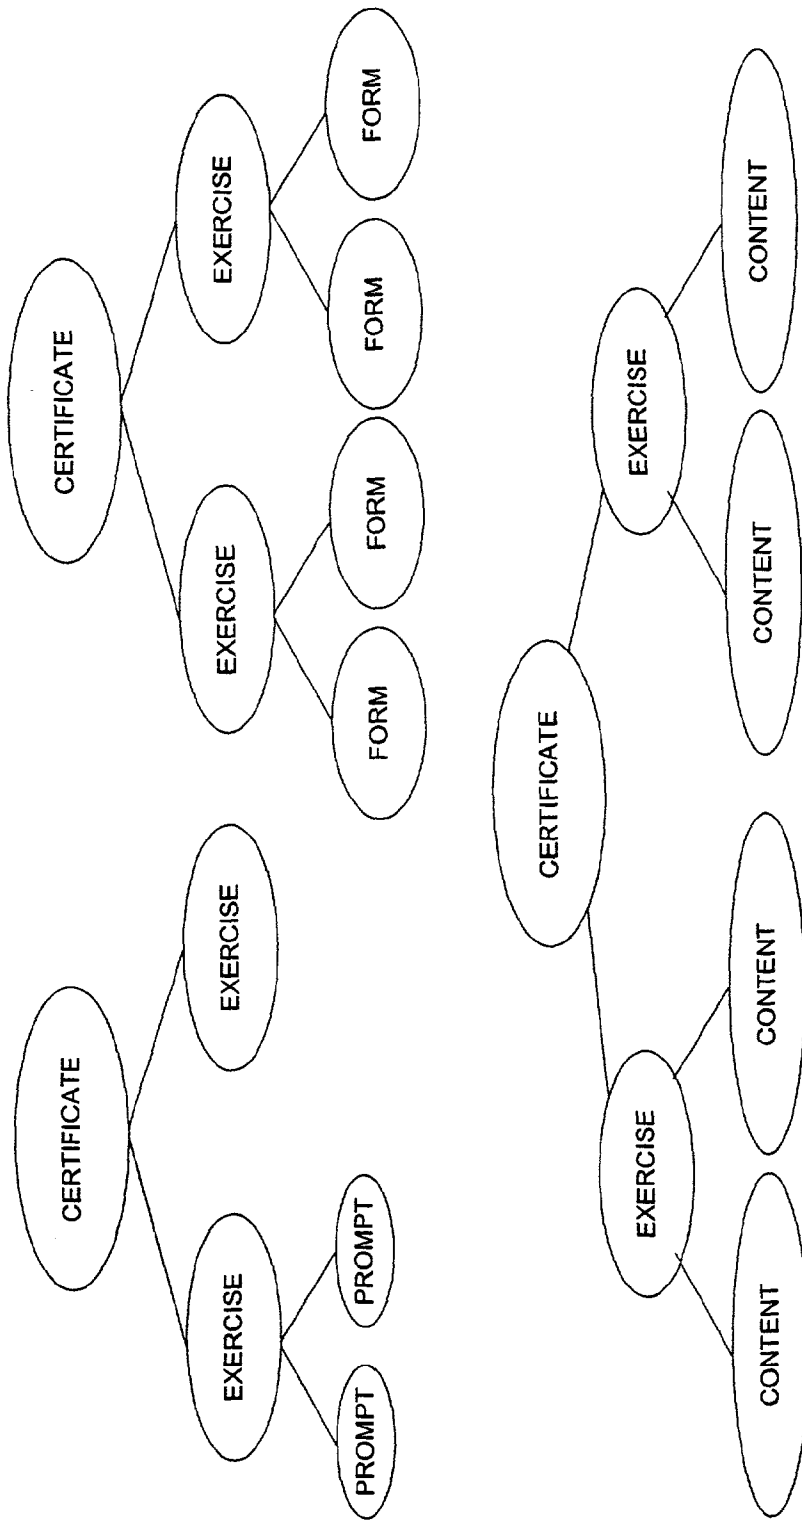 CERTIFICATE
EXERCISE
EXERCISE
PROMPT
PROMPT
CERTIFICATE
EXERCISE
EXERCISE
FORM
FORM
FORM
FORM
CERTIFICATE
EXERCISE
EXERCISE
CONTENT
CONTENT
CONTENT
CONTENT